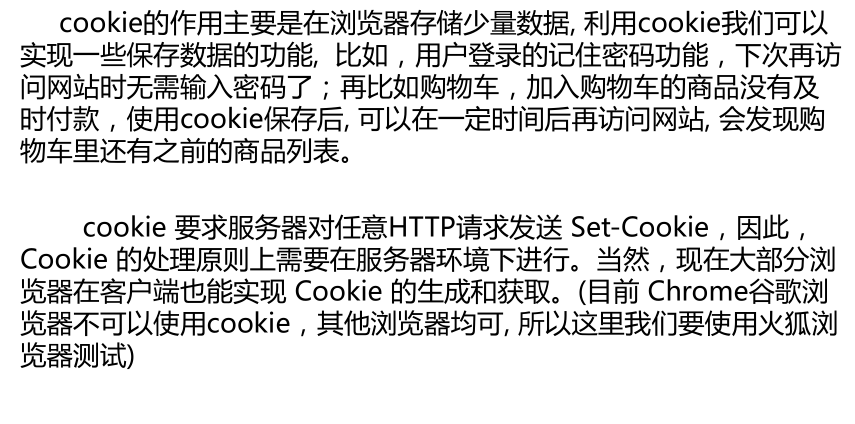 cookie的作用主要是在浏览器存储少量数据, 利用cookie我们可以
实现一些保存数据的功能,  比如，用户登录的记住密码功能，下次再访
问网站时无需输入密码了；再比如购物车，加入购物车的商品没有及
时付款，使用cookie保存后, 可以在一定时间后再访问网站, 会发现购
物车里还有之前的商品列表。
cookie 要求服务器对任意HTTP请求发送 Set-Cookie，因此，
Cookie 的处理原则上需要在服务器环境下进行。当然，现在大部分浏
览器在客户端也能实现 Cookie 的生成和获取。(目前 Chrome谷歌浏
览器不可以使用cookie，其他浏览器均可, 所以这里我们要使用火狐浏
览器测试)